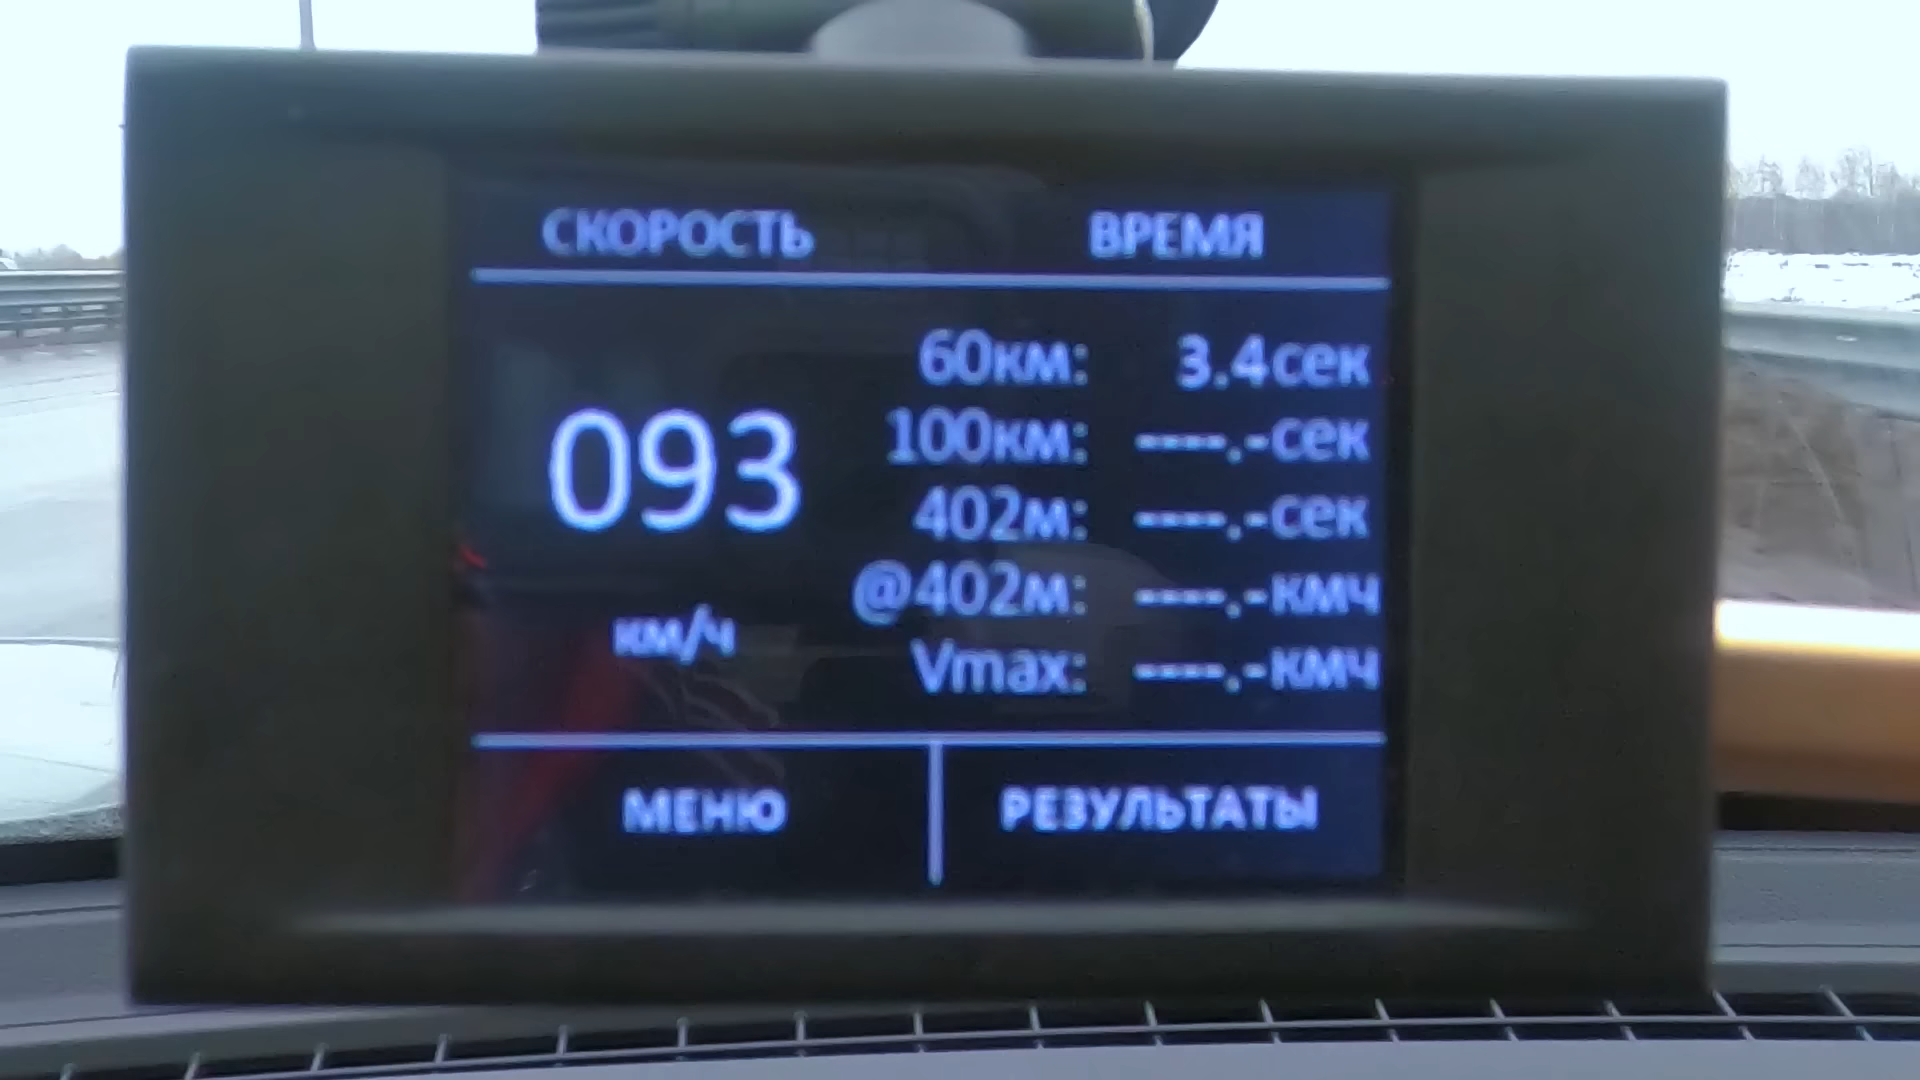 СКОРОСТЬ ВРЕМЯ
60км: 3.4сек
093 100км: ----.-сек
402м: ----.-сек
@402м: ----.-кмч
км/ч Vmax: ----.-кмч
МЕНЮ РЕЗУЛЬТАТЫ